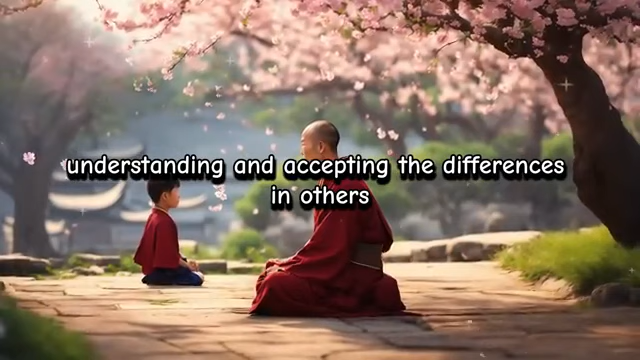 understanding and accepting the differences
in others